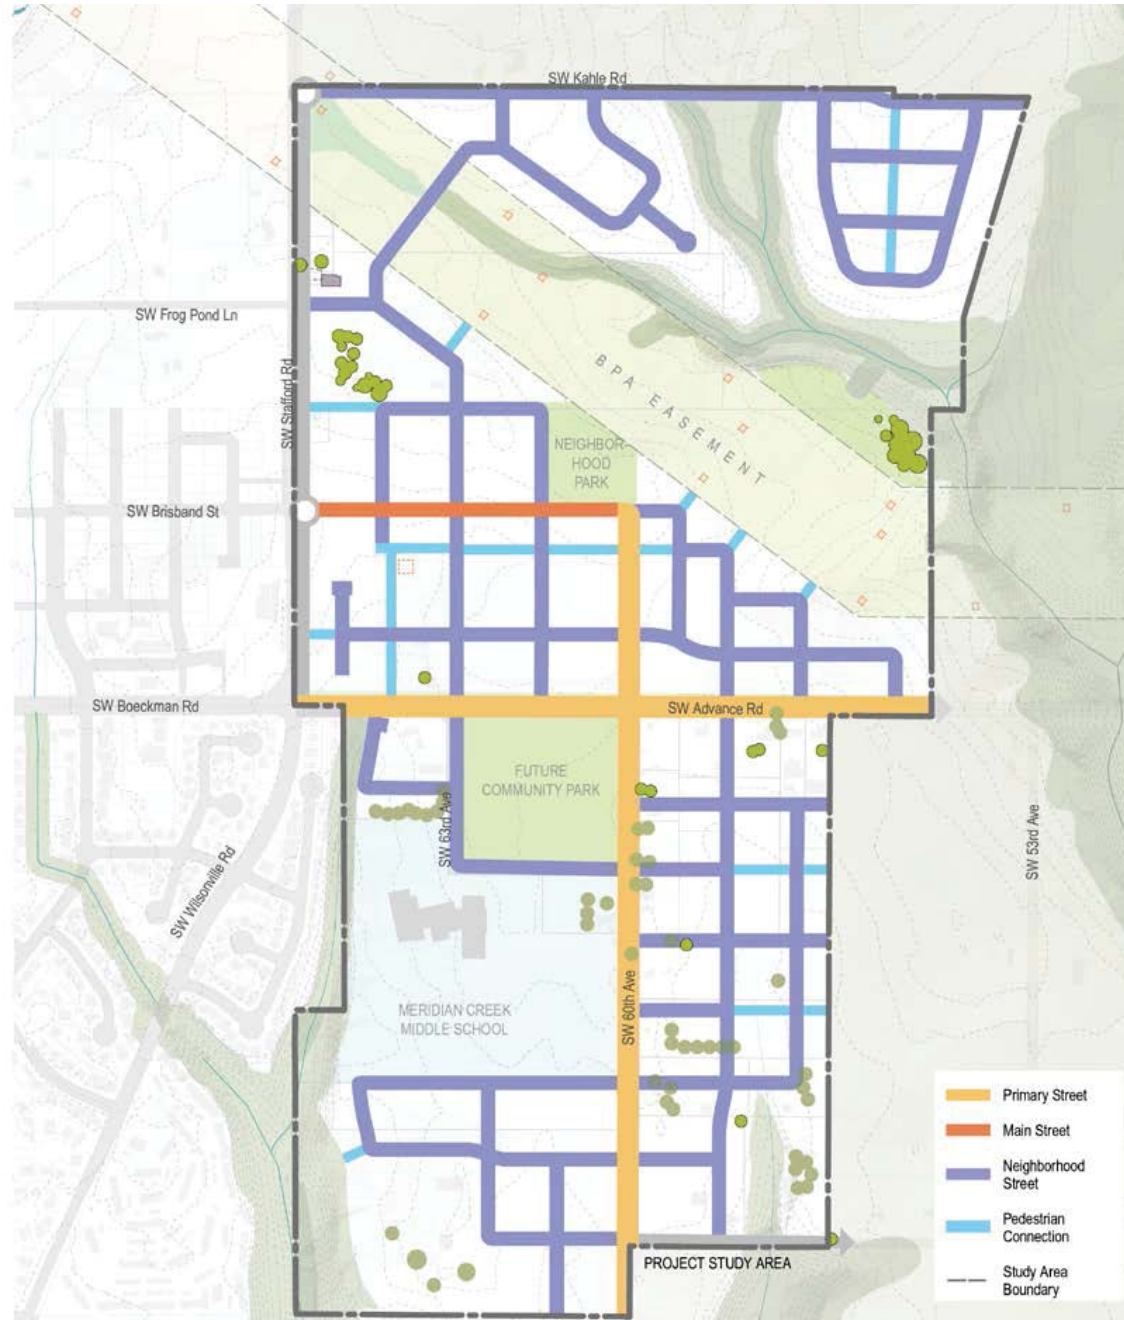 SW Kahle Rd
SW Frog Pond Ln
SW Stafford Rd
BPA EASEMENT
NEIGHBOR-
HOOD
PARK
SW Brisband St
SW Boeckman Rd
SW Advance Rd
FUTURE
COMMUNITY PARK
SW 63rd Ave
SW Wilsonville Rd
SW 53rd Ave
MERIDIAN CREEK
MIDDLE SCHOOL
SW 60th Ave
Primary Street
Main Street
Neighborhood
Street
Pedestrian
Connection
Study Area
Boundary
PROJECT STUDY AREA